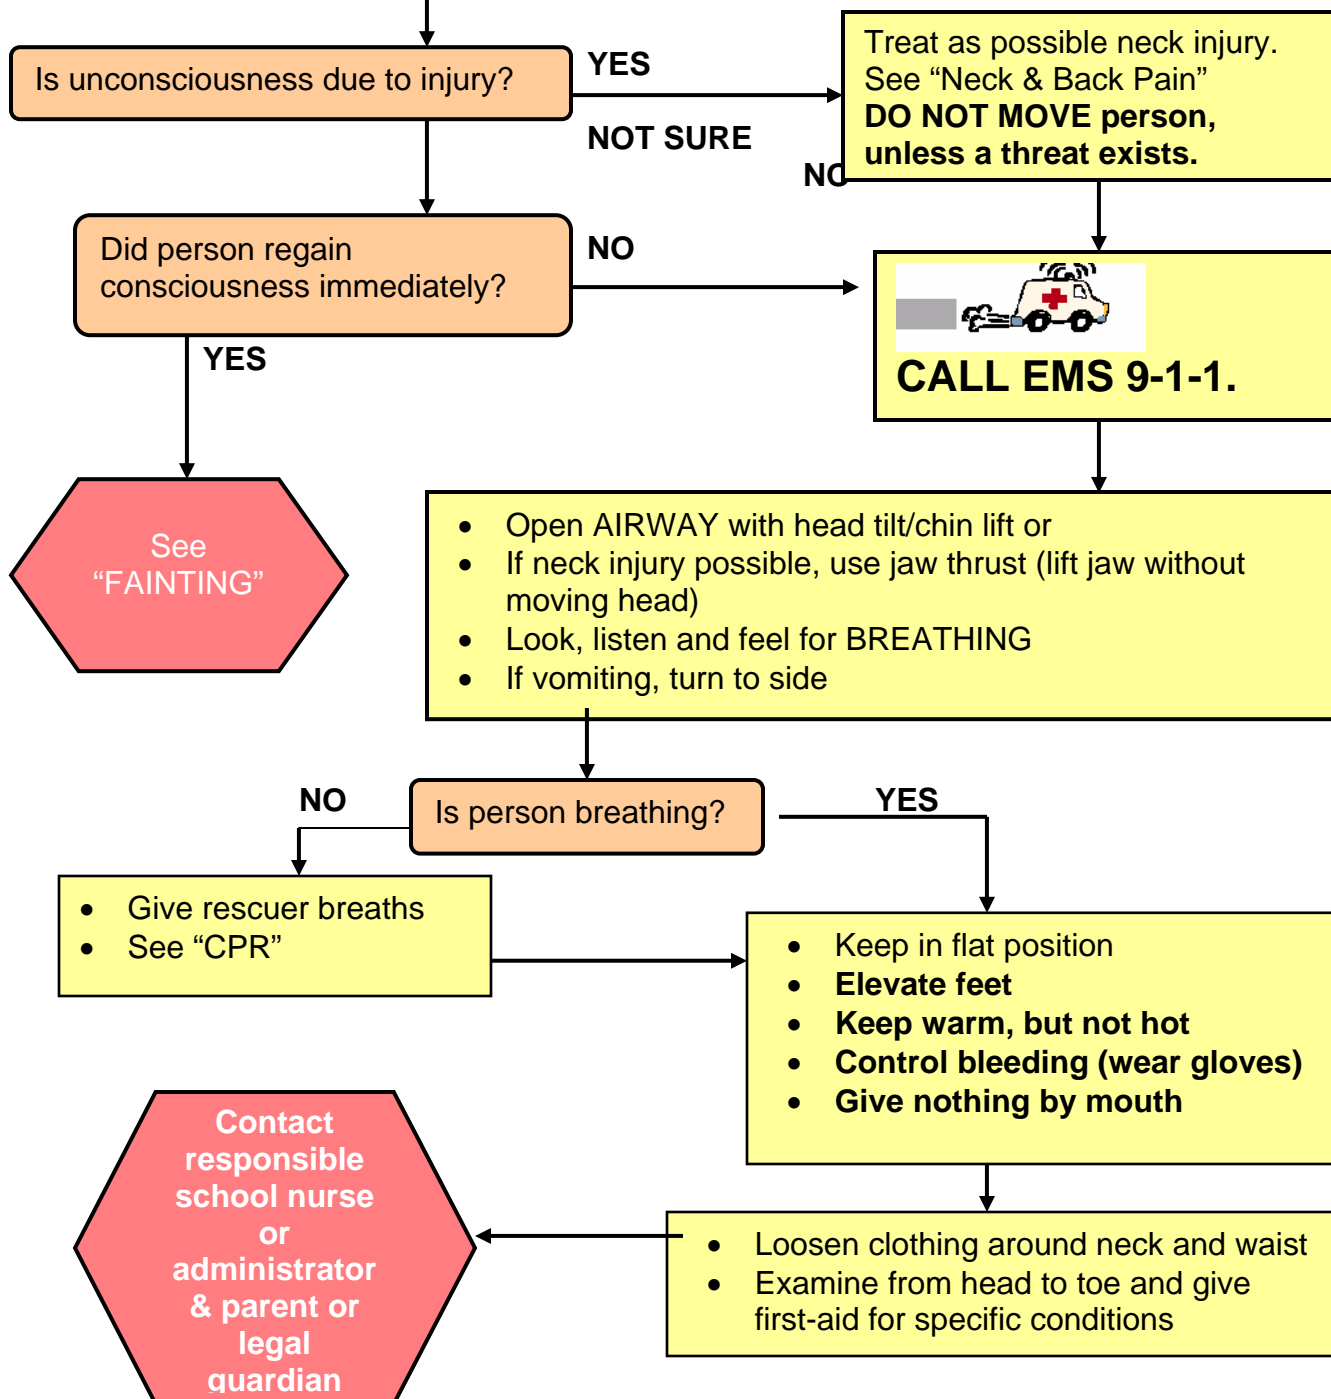 Is unconsciousness due to injury?
YES
NOT SURE
NO
Treat as possible neck injury.
See “Neck & Back Pain”
DO NOT MOVE person,
unless a threat exists.
Did person regain
consciousness immediately?
NO
YES
CALL EMS 9-1-1.
See
“FAINTING”
• Open AIRWAY with head tilt/chin lift or
• If neck injury possible, use jaw thrust (lift jaw without
moving head)
• Look, listen and feel for BREATHING
• If vomiting, turn to side
NO
Is person breathing?
YES
• Give rescuer breaths
• See “CPR”
• Keep in flat position
• Elevate feet
• Keep warm, but not hot
• Control bleeding (wear gloves)
• Give nothing by mouth
Contact
responsible
school nurse
or
administrator
& parent or
legal
guardian
• Loosen clothing around neck and waist
• Examine from head to toe and give
first-aid for specific conditions